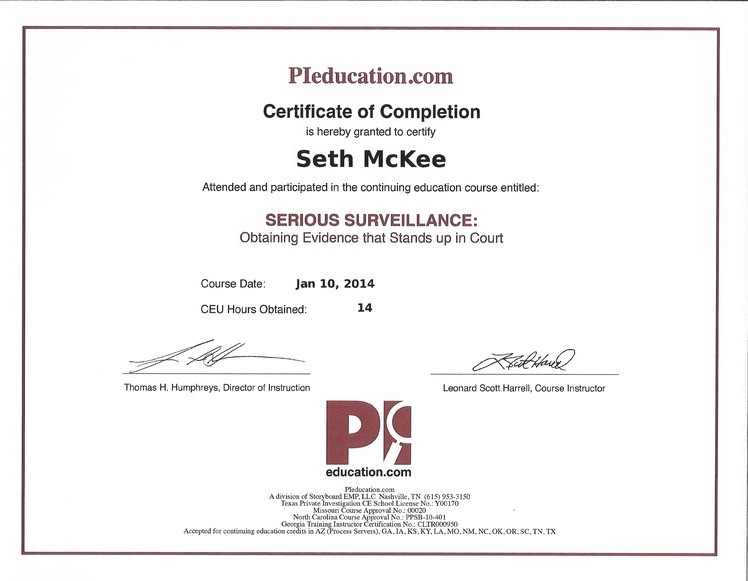 PIeducation.com
Certificate of Completion
is hereby granted to certify
Seth McKee
Attended and participated in the continuing education course entitled:
SERIOUS SURVEILLANCE:
Obtaining Evidence that Stands up in Court
Course Date: Jan 10, 2014
CEU Hours Obtained: 14
Thomas H. Humphreys, Director of Instruction
Leonard Scott Harrell, Course Instructor
PI
education.com
PIeducation.com
A division of Storyboard EMP, LLC Nashville, TN (615) 953-3150
Texas Private Investigation CE School License No.: Y00170
Missouri Course Approval No.: 00020
North Carolina Course Approval No.: PPSB-10-401
Georgia Training Instructor Certification No.: CLTR000950
Accepted for continuing education credits in AZ (Process Servers), GA, IA, KS, KY, LA, MO, NM, NC, OK, OR, SC, TN, TX